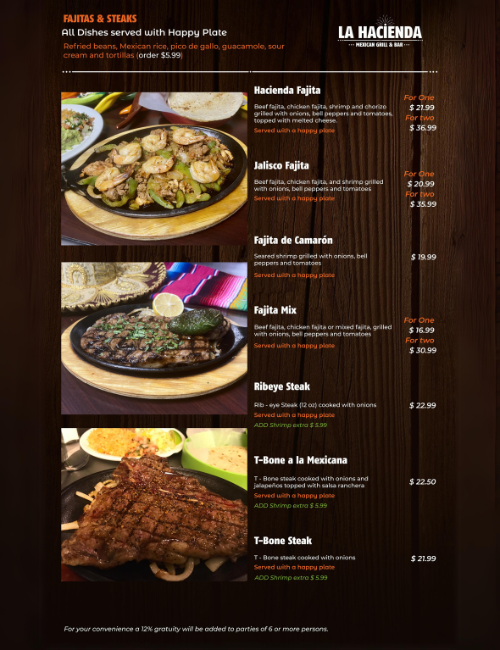 FAJITAS & STEAKS
All Dishes served with Happy Plate
Refried beans, Mexican rice, pico de gallo, guacamole, sour
cream and tortillas (order $5.99)
LA HACIENDA
MEXICAN GRILL & BAR
Hacienda Fajita
Beef fajita, chicken fajita, shrimp and chorizo
grilled with onions, bell peppers and tomatoes,
topped with melted cheese.
Served with a happy plate
For One
$ 21.99
For two
$ 36.99
Jalisco Fajita
Beef fajita, chicken fajita, and shrimp grilled
with onions, bell peppers and tomatoes
Served with a happy plate
For One
$ 20.99
For two
$ 35.99
Fajita de Camarón
Seared shrimp grilled with onions, bell
peppers and tomatoes
Served with a happy plate
$ 19.99
Fajita Mix
Beef fajita, chicken fajita or mixed fajita, grilled
with onions, bell peppers and tomatoes
Served with a happy plate
For One
$ 16.99
For two
$ 30.99
Ribeye Steak
Rib - eye Steak (12 oz) cooked with onions
Served with a happy plate
ADD Shrimp extra $ 5.99
$ 22.99
T-Bone a la Mexicana
T - Bone steak cooked with onions and
jalapeños topped with salsa ranchera
Served with a happy plate
ADD Shrimp extra $ 5.99
$ 22.50
T-Bone Steak
T - Bone steak cooked with onions
Served with a happy plate
ADD Shrimp extra $ 5.99
$ 21.99
For your convenience a 12% gratuity will be added to parties of 6 or more persons.